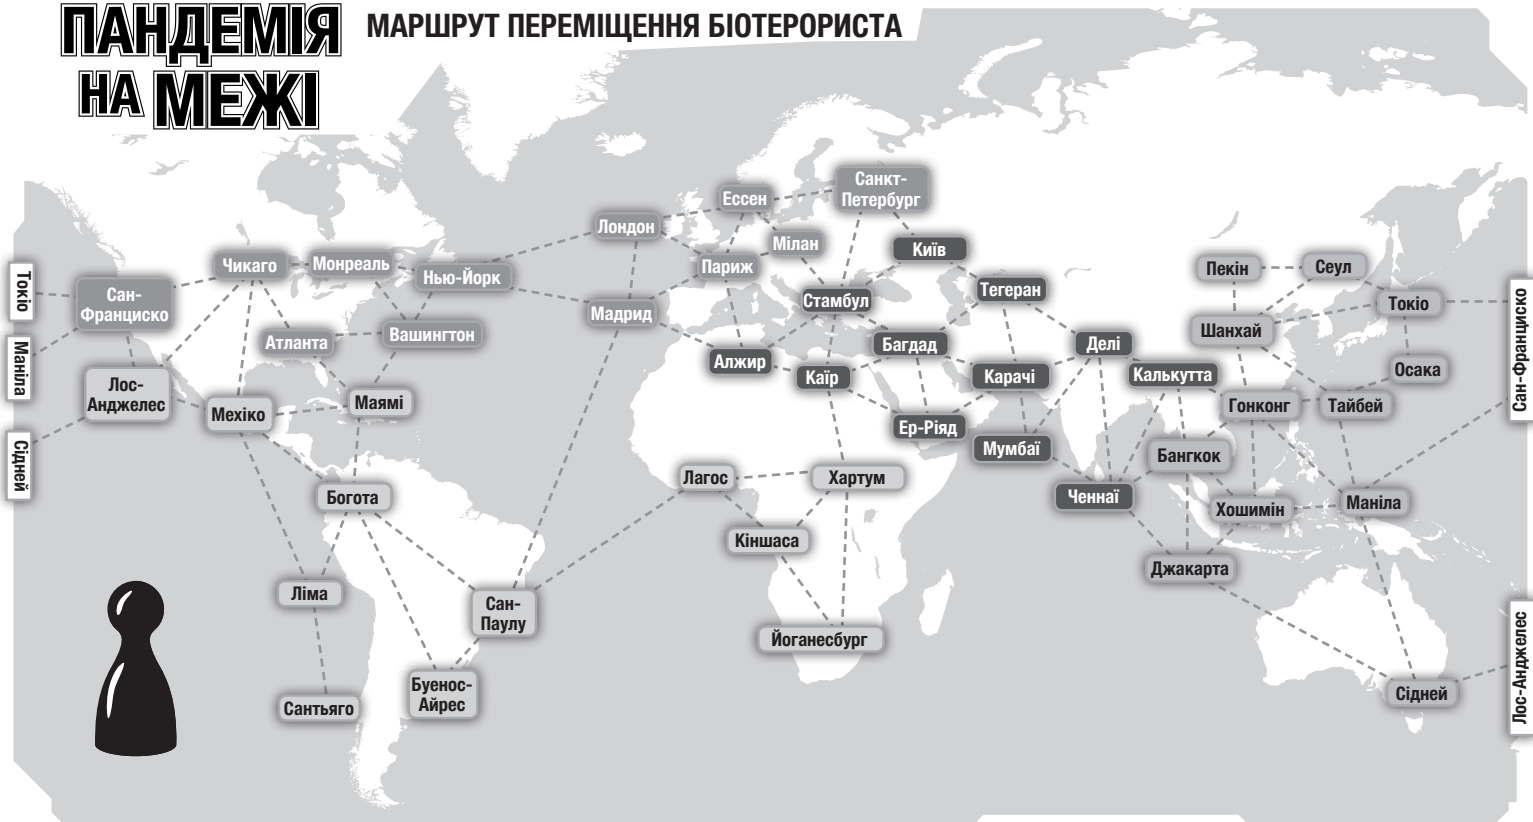 ПАНДЕМІЯ
НА МЕЖІ
МАРШРУТ ПЕРЕМІЩЕННЯ БІОТЕРОРИСТА
Токіо
Маніла
Сідней
Сан-
Франциско
Чикаго
Монреаль
Нью-Йорк
Вашингтон
Атланта
Лос-
Анджелес
Мехіко
Маямі
Богота
Ліма
Сантьяго
Сан-
Паулу
Буенос-
Айрес
Лондон
Ессен
Санкт-
Петербург
Мілан
Париж
Мадрид
Київ
Стамбул
Тегеран
Алжир
Каїр
Багдад
Карачі
Делі
Калькутта
Ер-Ріяд
Мумбаї
Ченнаї
Лагос
Хартум
Кіншаса
Йоганесбург
Пекін
Сеул
Токіо
Шанхай
Осака
Гонконг
Тайбей
Бангкок
Хошимін
Маніла
Джакарта
Сідней
Сан-Франциско
Лос-Анджелес